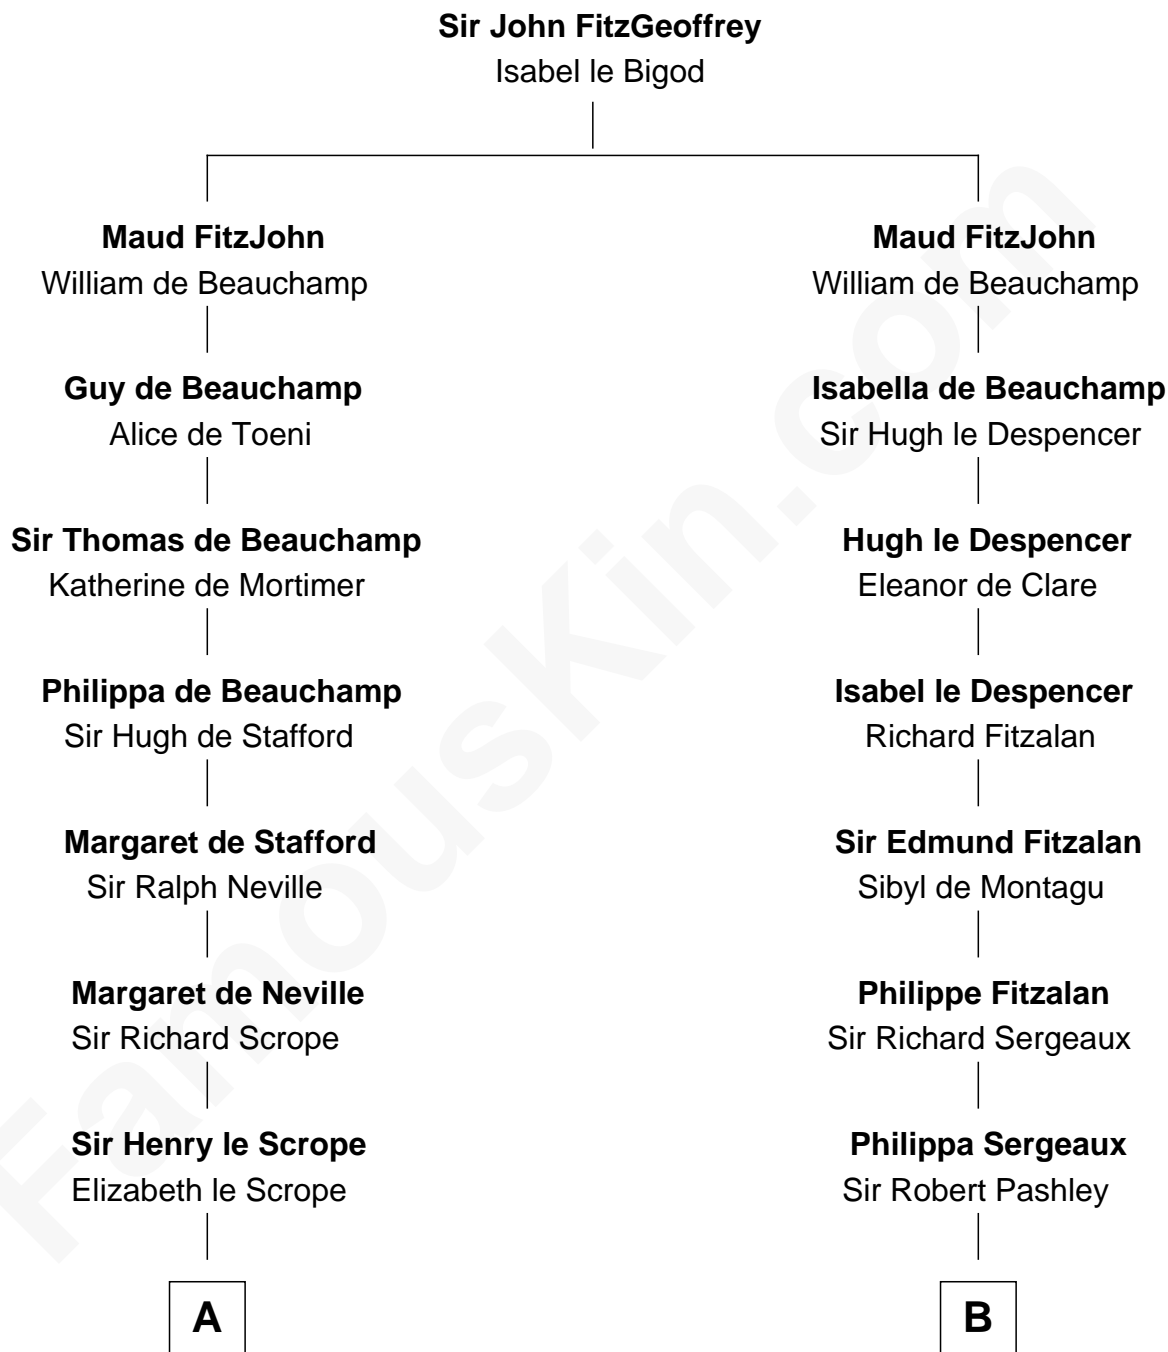 Sir John FitzGeoffrey
Isabel le Bigod
Maud FitzJohn
William de Beauchamp
Guy de Beauchamp
Alice de Toeni
Sir Thomas de Beauchamp
Katherine de Mortimer
Philippa de Beauchamp
Sir Hugh de Stafford
Margaret de Stafford
Sir Ralph Neville
Margaret de Neville
Sir Richard Scrope
Sir Henry le Scrope
Elizabeth le Scrope
A
Maud FitzJohn
William de Beauchamp
Isabella de Beauchamp
Sir Hugh le Despencer
Hugh le Despencer
Eleanor de Clare
Isabel le Despencer
Richard Fitzalan
Sir Edmund Fitzalan
Sibyl de Montagu
Philippe Fitzalan
Sir Richard Sergeaux
Philippa Sergeaux
Sir Robert Pashley
B
FamousKin.com